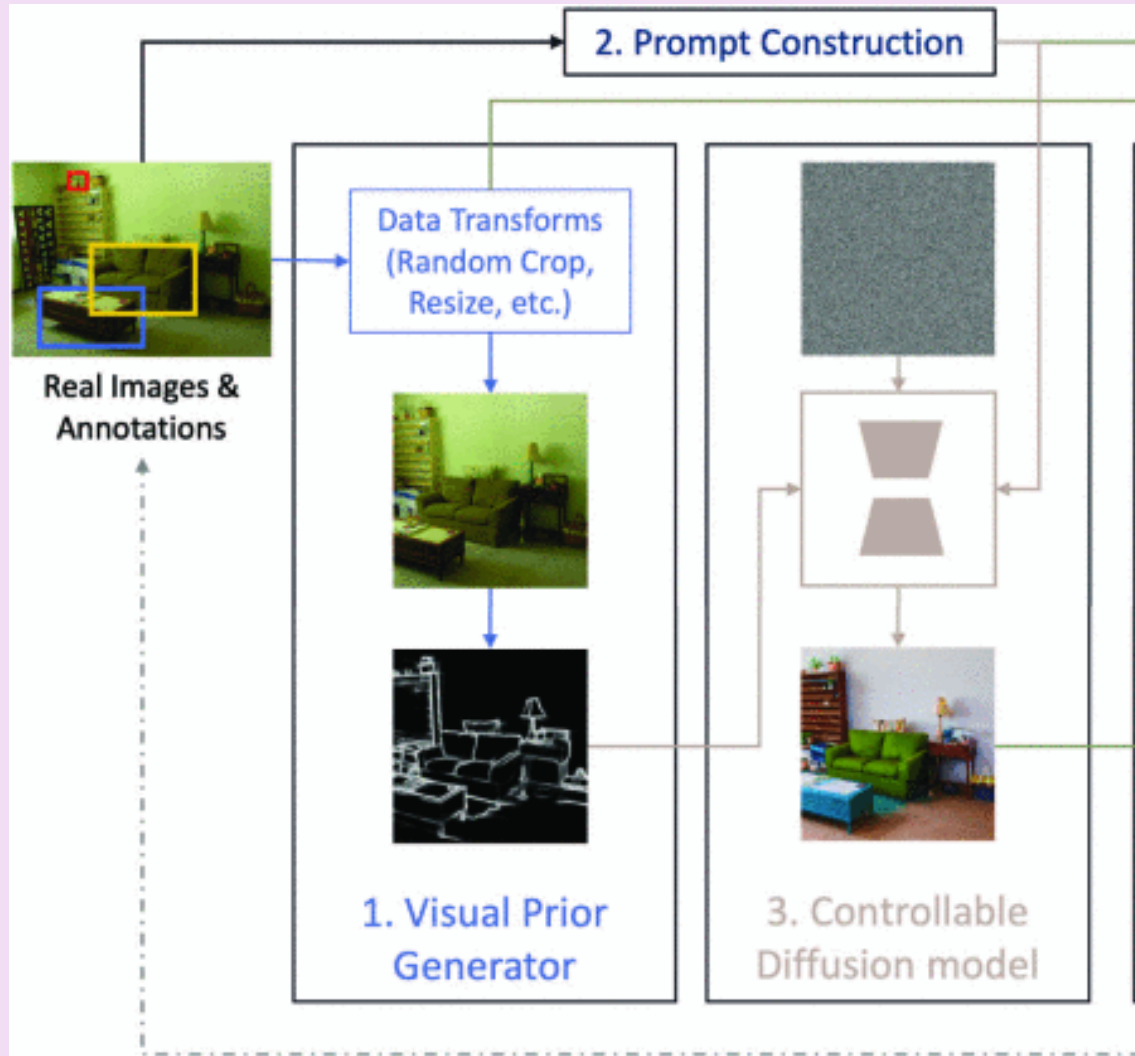 2. Prompt Construction
Data Transforms
(Random Crop,
Resize, etc.)
Real Images &
Annotations
1. Visual Prior
Generator
3. Controllable
Diffusion model